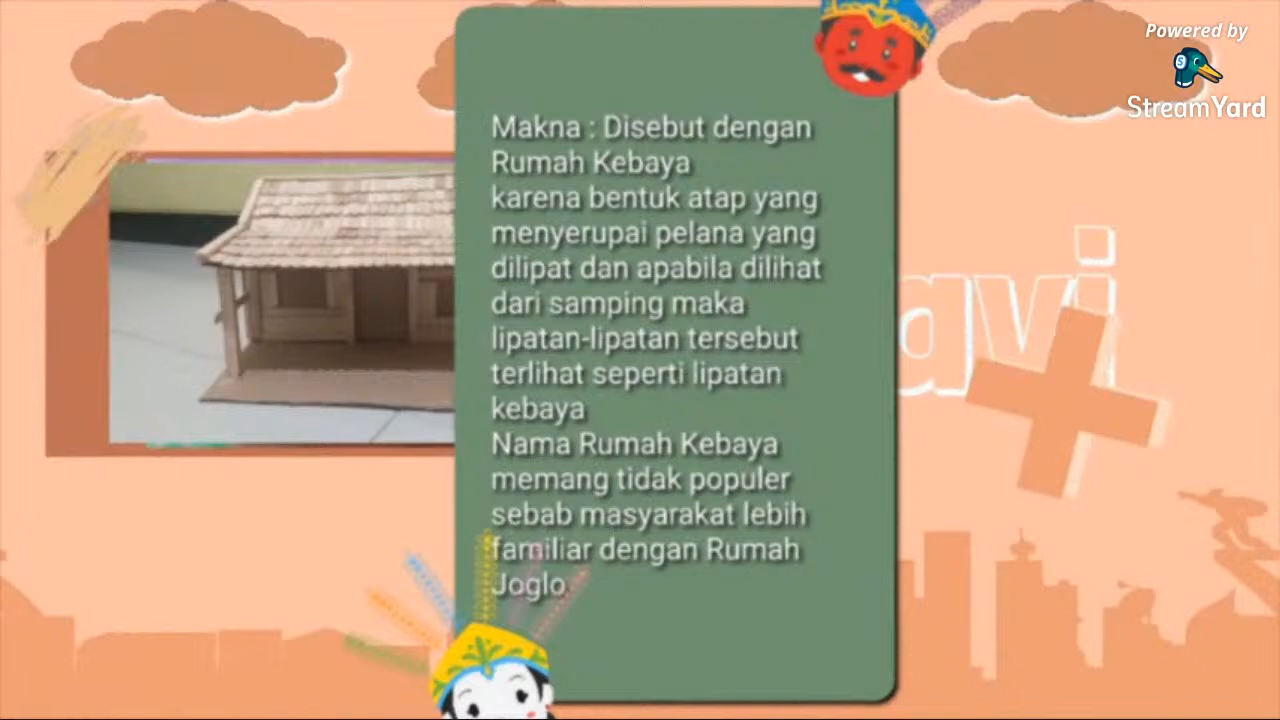 Powered by
StreamYard
Makna : Disebut dengan
Rumah Kebaya
karena bentuk atap yang
menyerupai pelana yang
dilipat dan apabila dilihat
dari samping maka
lipatan-lipatan tersebut
terlihat seperti lipatan
kebaya
Nama Rumah Kebaya
memang tidak populer
sebab masyarakat lebih
familiar dengan Rumah
Joglo